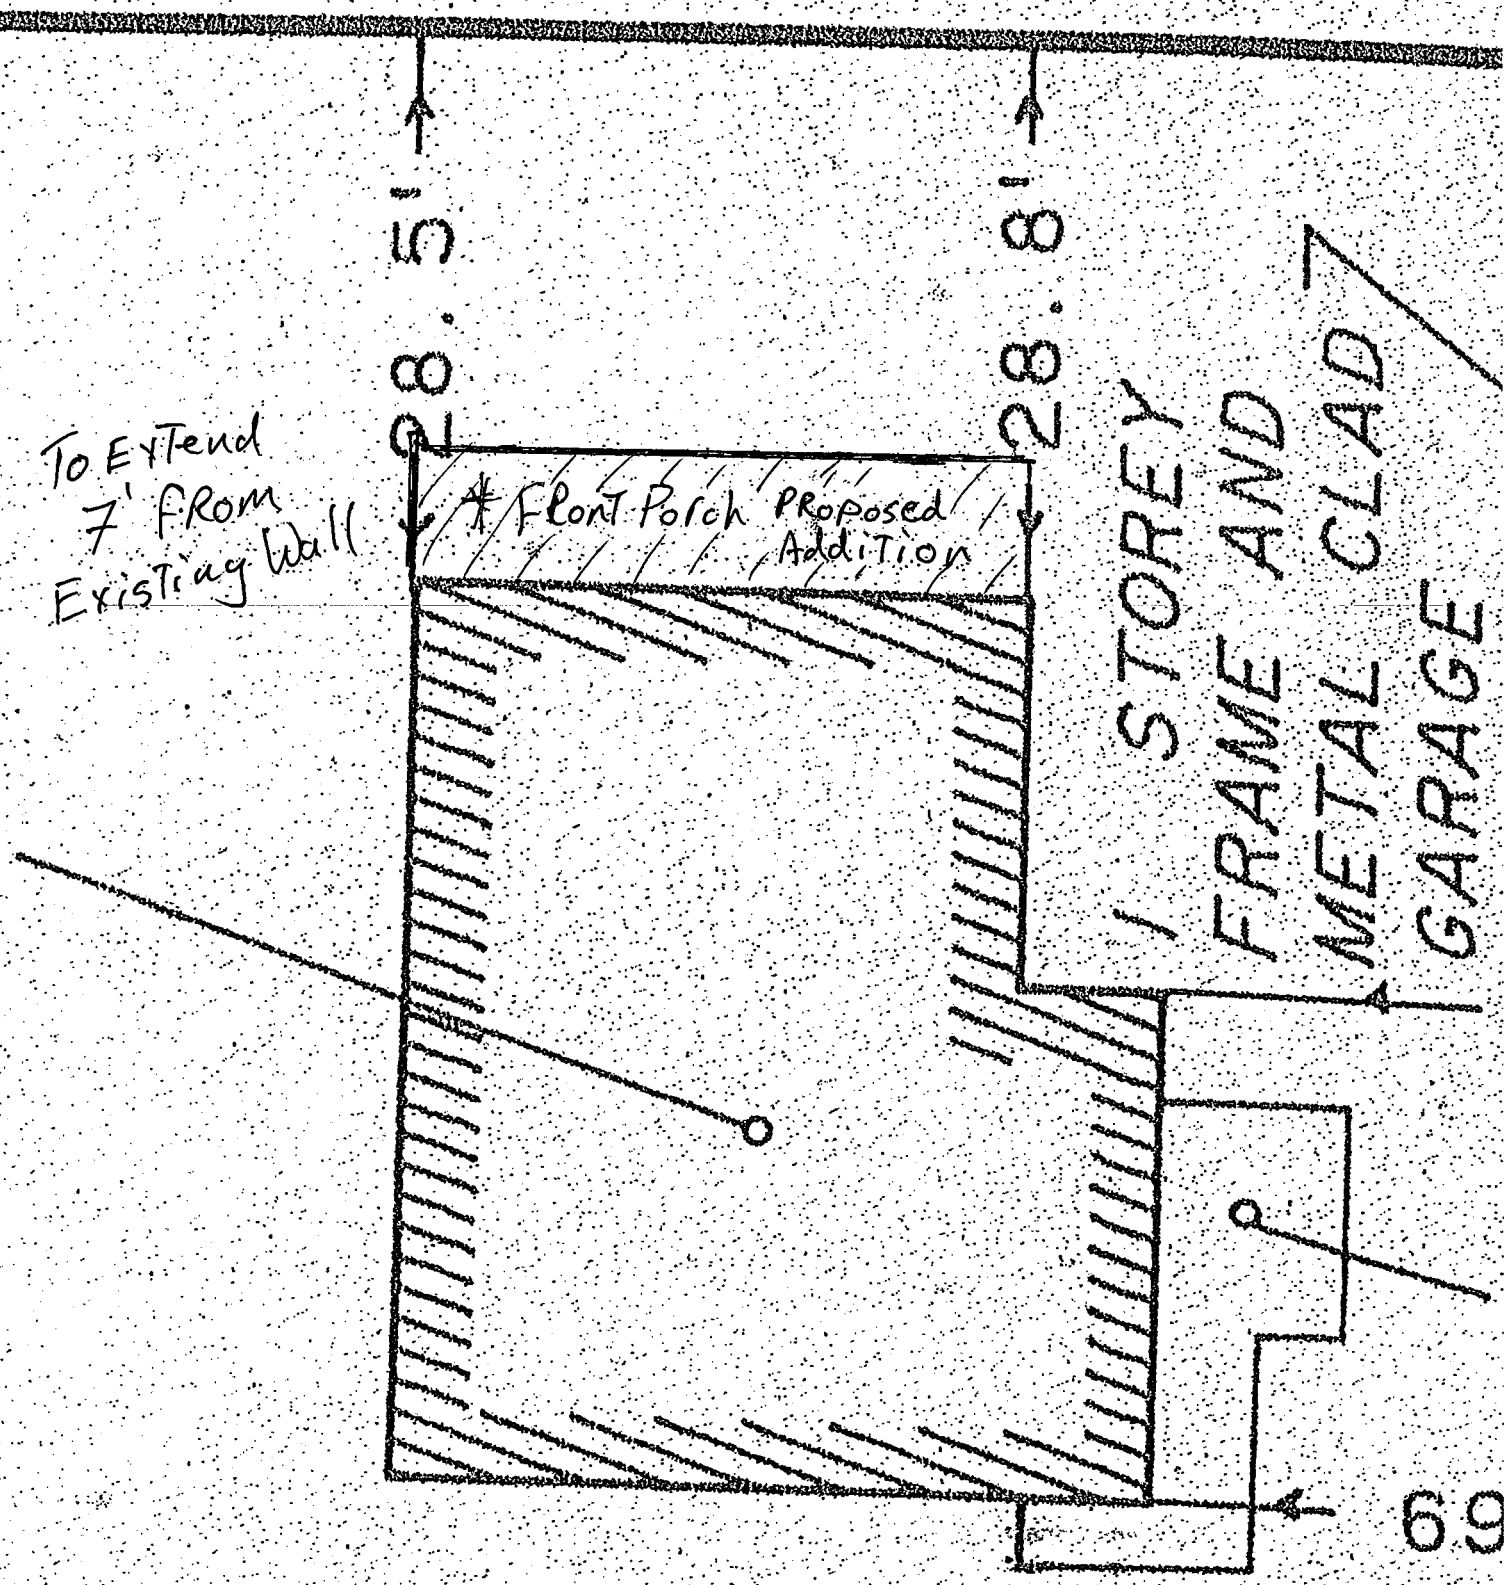 28.5'
28.8'
To Extend
7' From
Existing Wall
* Front Porch Proposed
Addition
1 STOREY
FRAME AND
METAL CLAD
GARAGE
69